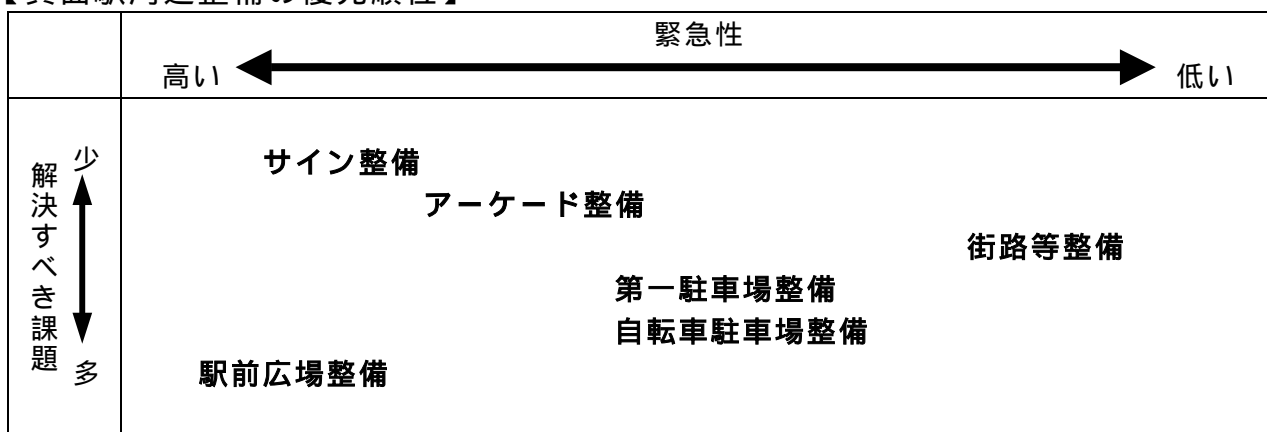 緊急性
高い
低い
解決すべき課題
少
多
サイン整備
アーケード整備
街路等整備
第一駐車場整備
自転車駐車場整備
駅前広場整備